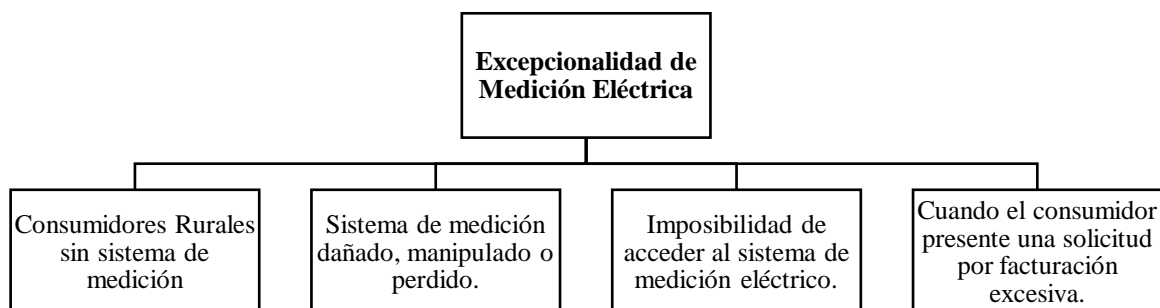 Excepcionalidad de
Medición Eléctrica
Consumidores Rurales
sin sistema de
medición
Sistema de medición
dañado, manipulado o
perdido.
Imposibilidad de
acceder al sistema de
medición eléctrico.
Cuando el consumidor
presente una solicitud
por facturación
excesiva.